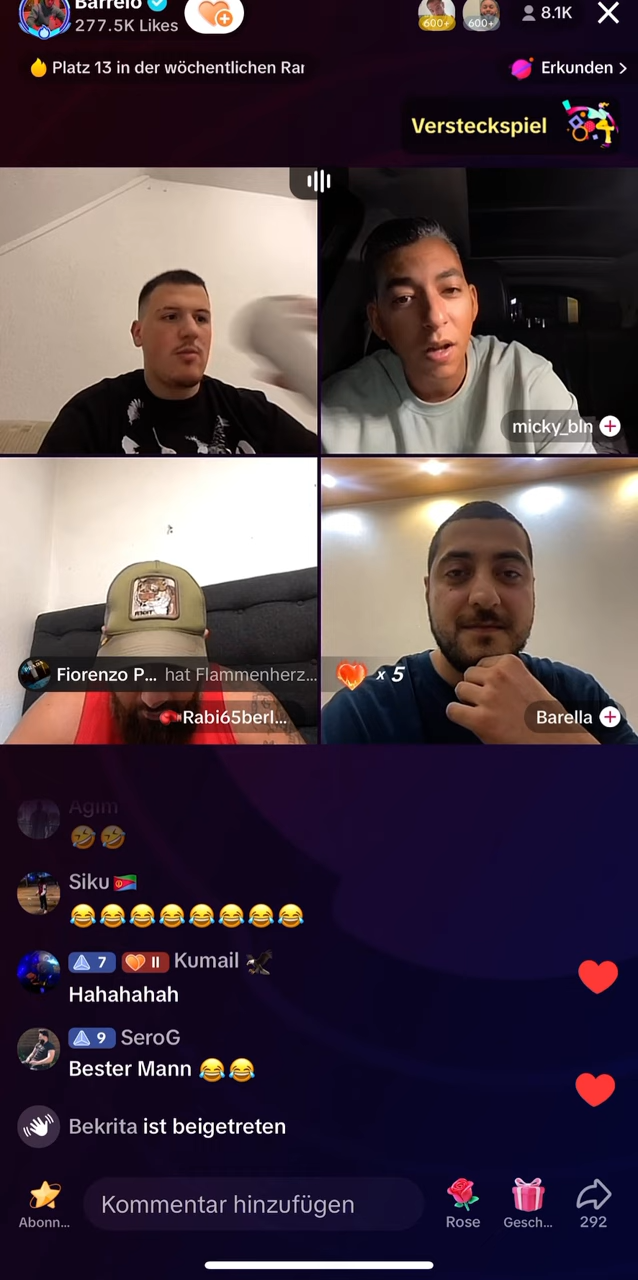 Barrelo
277.5K Likes
600+
600+
8.1K
Platz 13 in der wöchentlichen Ran
Erkunden
Versteckspiel
micky_bln
Fiorenzo P... hat Flammenherz...
x 5
Rabi65berl...
Barella
Agim
🤣🤣
Siku🇪🇷
😂😂😂😂😂😂😂😂
7 II Kumail 🦅
Hahahahah
9 SeroG
Bester Mann 😂😂
Bekrita ist beigetreten
Abonn...
Kommentar hinzufügen
Rose
Gesch...
292